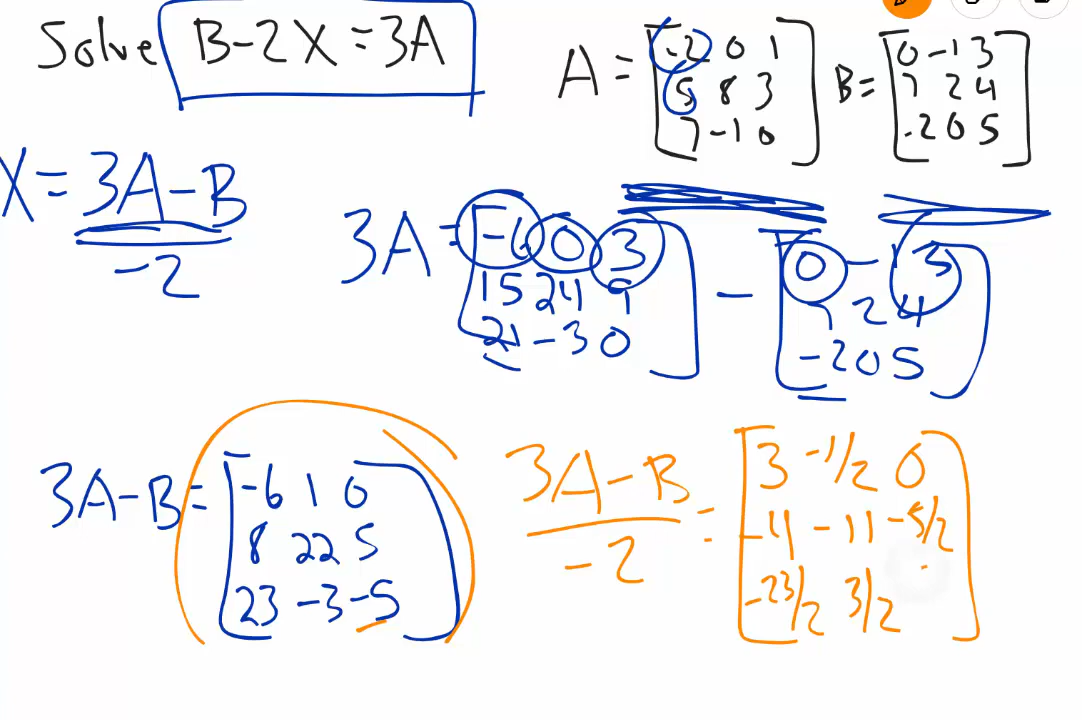 Solve B-2X=3A
A = [-2 0 1
5 8 3
7 -1 0]
B = [0 -1 3
7 2 4
-2 0 5]
X = 3A-B
-2
3A = [-6 0 3
15 24 9
21 -3 0]
- [0 -1 3
7 2 4
-2 0 5]
3A-B = [-6 1 0
8 22 5
23 -3 -5]
3A-B
-2
= [3 -1/2 0
-4 -11 -5/2
-23/2 3/2 ]